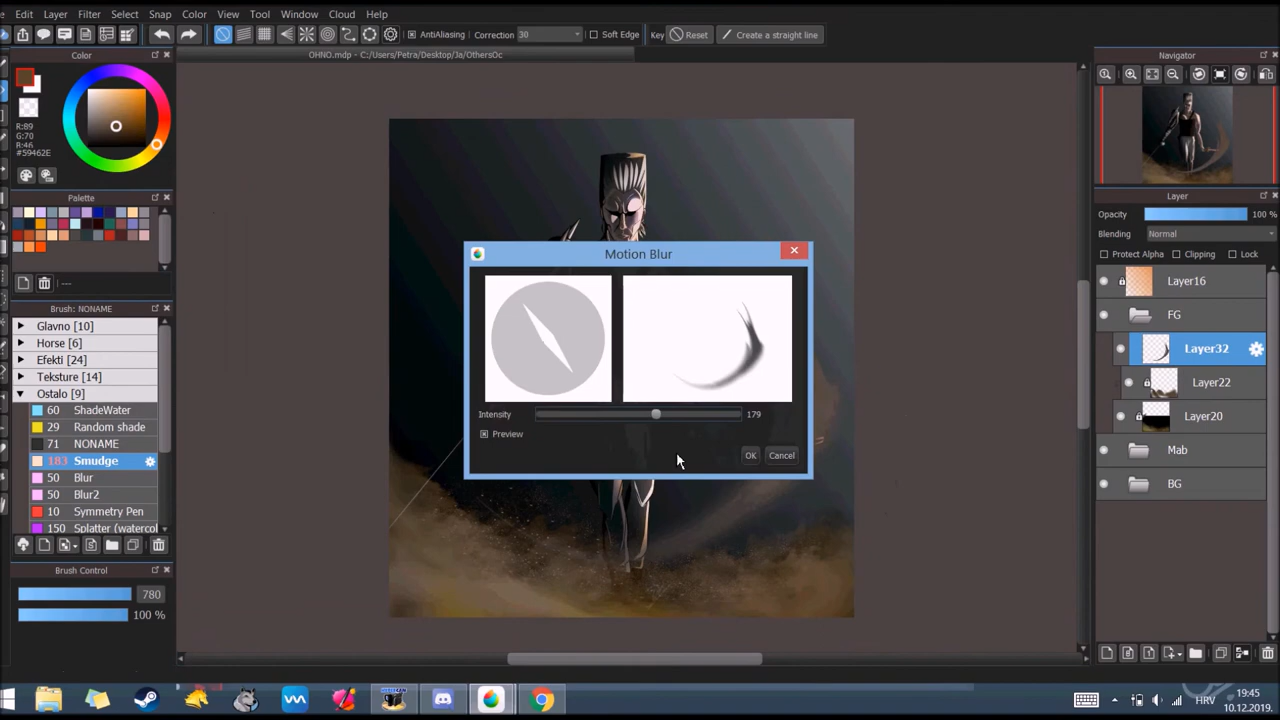 Edit Layer Filter Select Snap Color View Tool Window Cloud Help
AntiAliasing Correction 30 Soft Edge Key Reset Create a straight line
OHNO.mdp - C:/Users/Petra/Desktop/Ja/OthersOc
Color
R:89
G:70
B:46
#59462E
Palette
---
Brush: NONAME
Glavno [10]
Horse [6]
Efekti [24]
Teksture [14]
Ostalo [9]
60 ShadeWater
29 Random shade
71 NONAME
183 Smudge
50 Blur
50 Blur2
10 Symmetry Pen
150 Splatter (watercol
Brush Control
780
100 %
Motion Blur
Intensity 179
Preview
OK Cancel
Navigator
Layer
Opacity 100 %
Blending Normal
Protect Alpha Clipping Lock
Layer16
FG
Layer32
Layer22
Layer20
Mab
BG
HRV
19:45
10.12.2019.